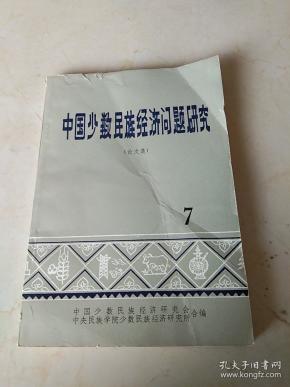 中国少数民族经济问题研究
(论文集)
7
中国少数民族经济研究会
中央民族学院少数民族经济研究所
合编
孔夫子旧书网